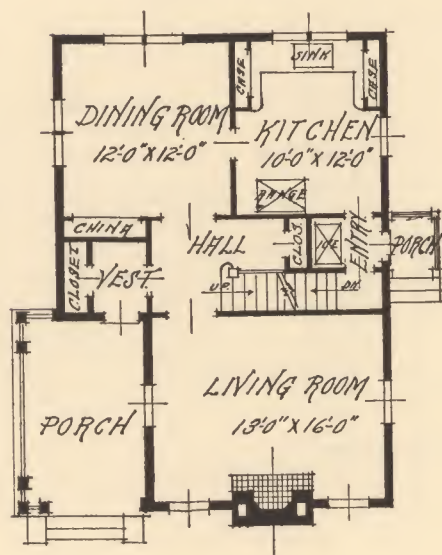 SINK
CASE
CASE
DINING ROOM
12'-0" X 12'-0"
KITCHEN
10'-0" X 12'-0"
RANGE
CHINA
HALL
CLOS.
ICE
ENTRY
PORCH
CLOSET
VEST.
UP.
DN.
LIVING ROOM
13'-0" X 16'-0"
PORCH